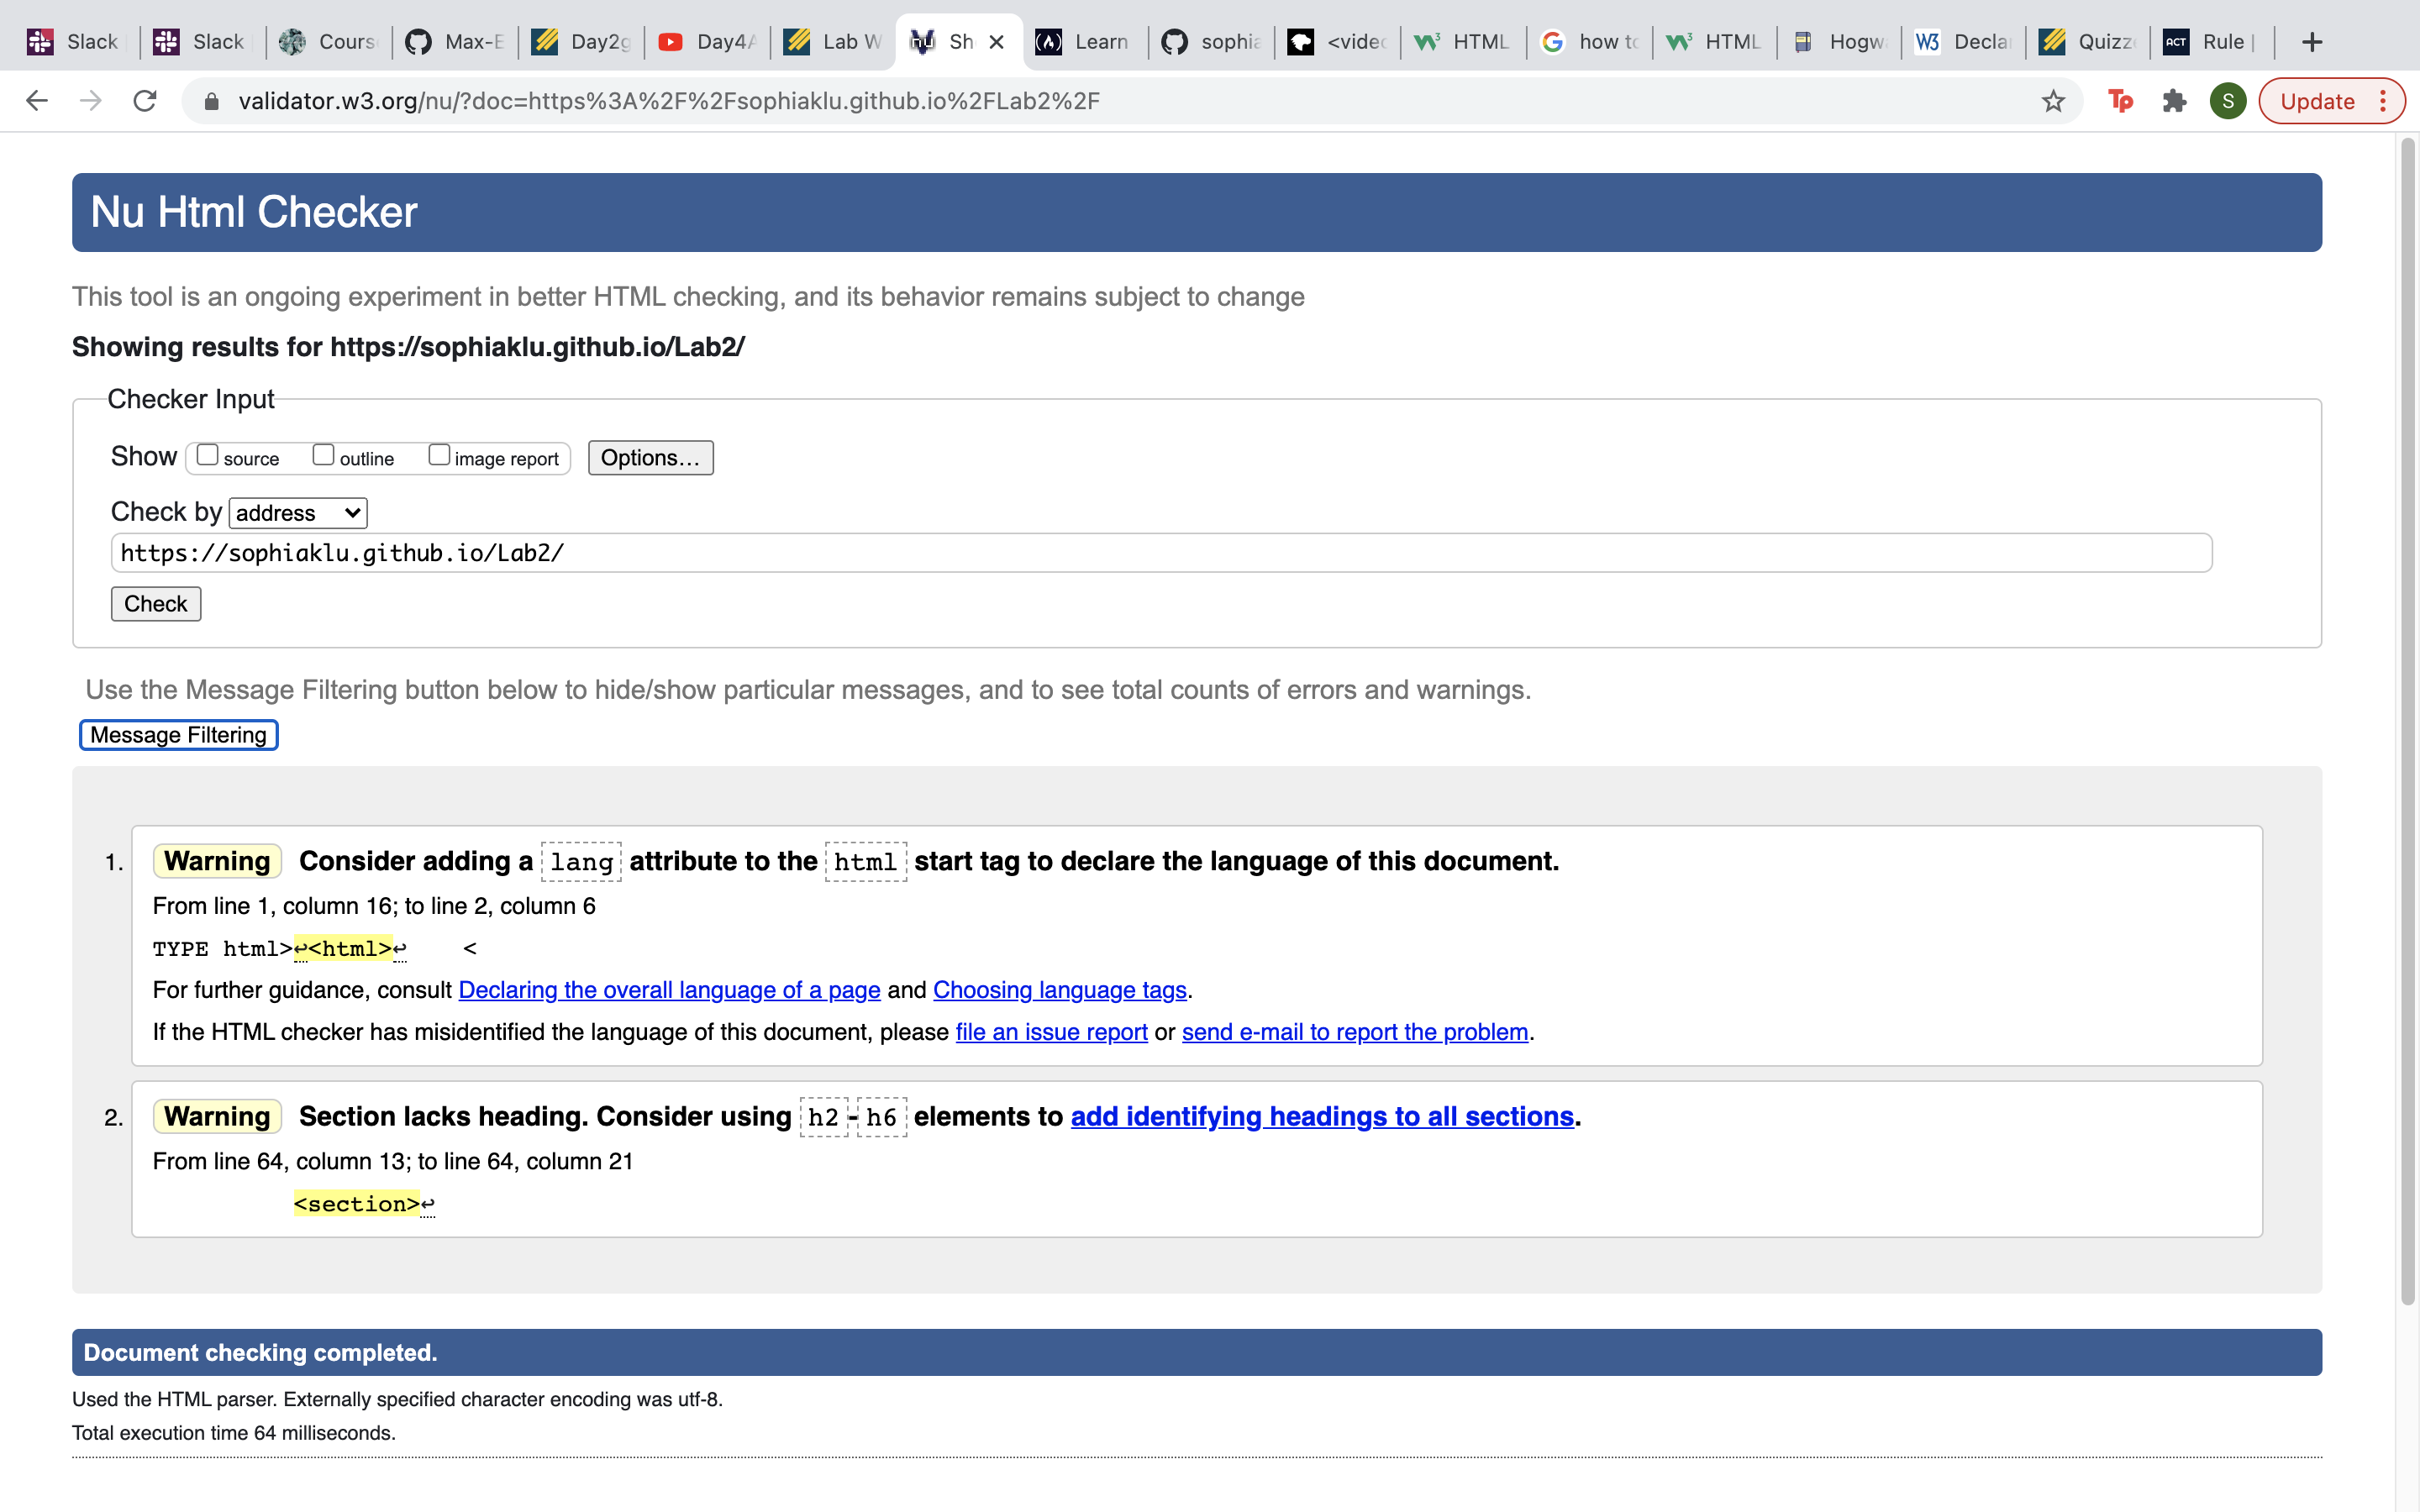 Slack Slack Cours Max-E Day2g Day4A Lab W Sh Learn sophia <videc HTML how to HTML Hogwa Declar Quizze ACT Rule |
validator.w3.org/nu/?doc=https%3A%2F%2Fsophiaklu.github.io%2FLab2%2F Tp S Update
Nu Html Checker
This tool is an ongoing experiment in better HTML checking, and its behavior remains subject to change
Showing results for https://sophiaklu.github.io/Lab2/
Checker Input
Show source outline image report Options...
Check by address
https://sophiaklu.github.io/Lab2/
Check
Use the Message Filtering button below to hide/show particular messages, and to see total counts of errors and warnings.
Message Filtering
1. Warning Consider adding a lang attribute to the html start tag to declare the language of this document.
From line 1, column 16; to line 2, column 6
TYPE html>↩<html>↩ <
For further guidance, consult Declaring the overall language of a page and Choosing language tags.
If the HTML checker has misidentified the language of this document, please file an issue report or send e-mail to report the problem.
2. Warning Section lacks heading. Consider using h2-h6 elements to add identifying headings to all sections.
From line 64, column 13; to line 64, column 21
<section>↩
Document checking completed.
Used the HTML parser. Externally specified character encoding was utf-8.
Total execution time 64 milliseconds.